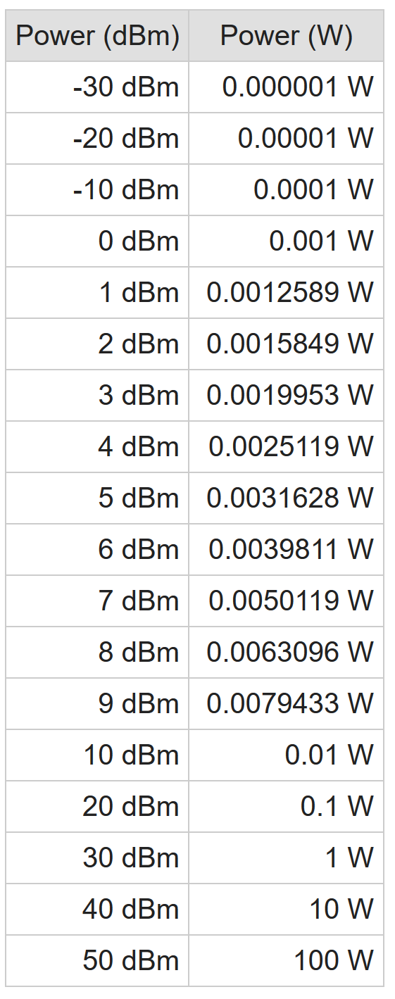 Power (dBm) Power (W)
-30 dBm 0.000001 W
-20 dBm 0.00001 W
-10 dBm 0.0001 W
0 dBm 0.001 W
1 dBm 0.0012589 W
2 dBm 0.0015849 W
3 dBm 0.0019953 W
4 dBm 0.0025119 W
5 dBm 0.0031628 W
6 dBm 0.0039811 W
7 dBm 0.0050119 W
8 dBm 0.0063096 W
9 dBm 0.0079433 W
10 dBm 0.01 W
20 dBm 0.1 W
30 dBm 1 W
40 dBm 10 W
50 dBm 100 W